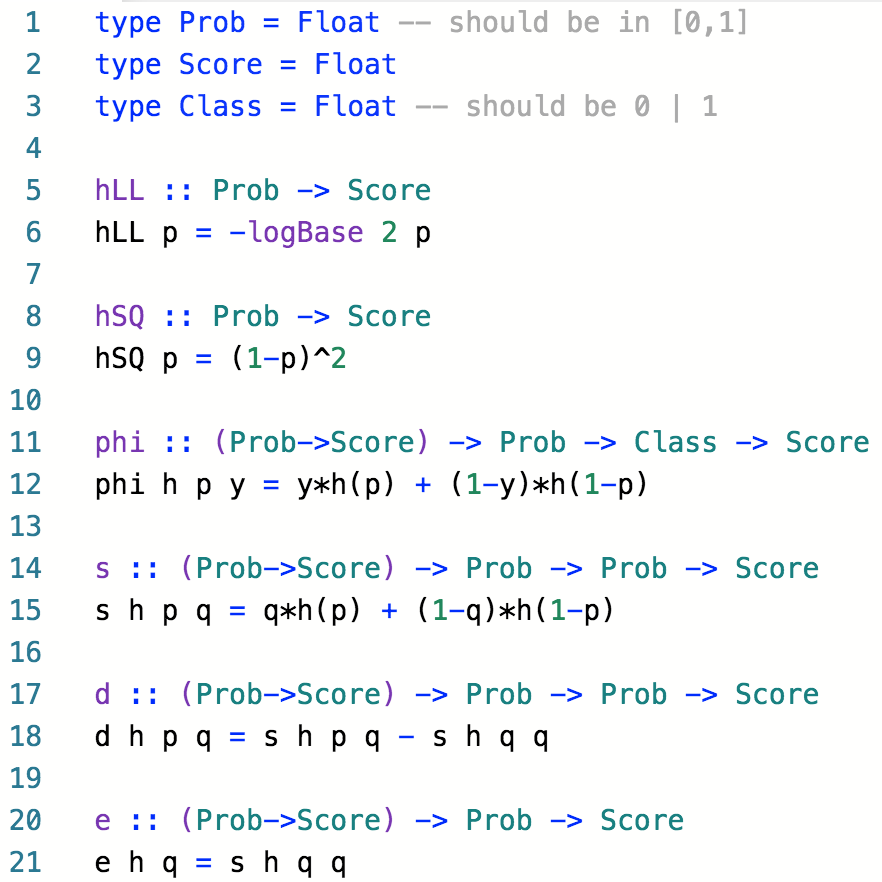 1 type Prob = Float -- should be in [0,1]
2 type Score = Float
3 type Class = Float -- should be 0 | 1
4
5 hLL :: Prob -> Score
6 hLL p = -logBase 2 p
7
8 hSQ :: Prob -> Score
9 hSQ p = (1-p)^2
10
11 phi :: (Prob->Score) -> Prob -> Class -> Score
12 phi h p y = y*h(p) + (1-y)*h(1-p)
13
14 s :: (Prob->Score) -> Prob -> Prob -> Score
15 s h p q = q*h(p) + (1-q)*h(1-p)
16
17 d :: (Prob->Score) -> Prob -> Prob -> Score
18 d h p q = s h p q - s h q q
19
20 e :: (Prob->Score) -> Prob -> Score
21 e h q = s h q q